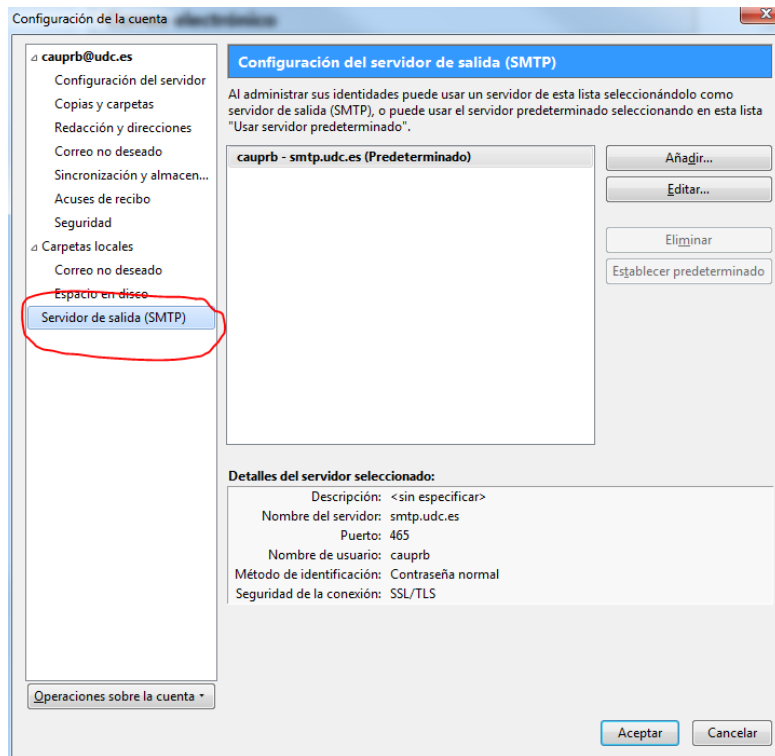 Configuración de la cuenta
electrónico
cauprb@udc.es
Configuración del servidor
Copias y carpetas
Redacción y direcciones
Correo no deseado
Sincronización y almacen...
Acuses de recibo
Seguridad
Carpetas locales
Correo no deseado
Espacio en disco
Servidor de salida (SMTP)
Operaciones sobre la cuenta
Configuración del servidor de salida (SMTP)
Al administrar sus identidades puede usar un servidor de esta lista seleccionándolo como
servidor de salida (SMTP), o puede usar el servidor predeterminado seleccionando en esta lista
"Usar servidor predeterminado".
cauprb - smtp.udc.es (Predeterminado)
Añadir...
Editar...
Eliminar
Establecer predeterminado
Detalles del servidor seleccionado:
Descripción: <sin especificar>
Nombre del servidor: smtp.udc.es
Puerto: 465
Nombre de usuario: cauprb
Método de identificación: Contraseña normal
Seguridad de la conexión: SSL/TLS
Aceptar
Cancelar